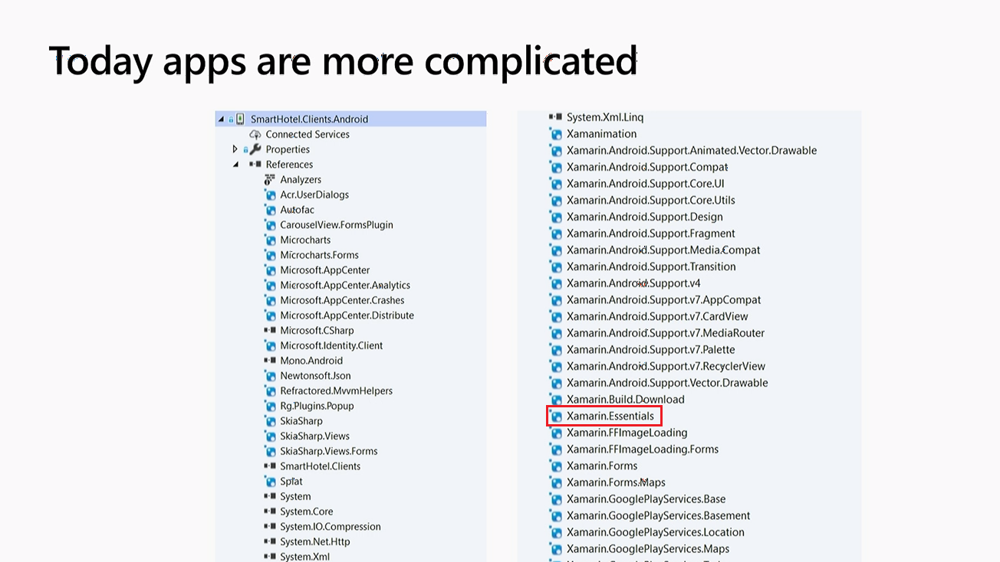 Today apps are more complicated
SmartHotel.Clients.Android
Connected Services
Properties
References
Analyzers
Acr.UserDialogs
Autofac
CarouselView.FormsPlugin
Microcharts
Microcharts.Forms
Microsoft.AppCenter
Microsoft.AppCenter.Analytics
Microsoft.AppCenter.Crashes
Microsoft.AppCenter.Distribute
Microsoft.CSharp
Microsoft.Identity.Client
Mono.Android
Newtonsoft.Json
Refractored.MvvmHelpers
Rg.Plugins.Popup
SkiaSharp
SkiaSharp.Views
SkiaSharp.Views.Forms
SmartHotel.Clients
Splat
System
System.Core
System.IO.Compression
System.Net.Http
System.Xml
System.Xml.Linq
Xamanimation
Xamarin.Android.Support.Animated.Vector.Drawable
Xamarin.Android.Support.Compat
Xamarin.Android.Support.Core.UI
Xamarin.Android.Support.Core.Utils
Xamarin.Android.Support.Design
Xamarin.Android.Support.Fragment
Xamarin.Android.Support.Media.Compat
Xamarin.Android.Support.Transition
Xamarin.Android.Support.v4
Xamarin.Android.Support.v7.AppCompat
Xamarin.Android.Support.v7.CardView
Xamarin.Android.Support.v7.MediaRouter
Xamarin.Android.Support.v7.Palette
Xamarin.Android.Support.v7.RecyclerView
Xamarin.Android.Support.Vector.Drawable
Xamarin.Build.Download
Xamarin.Essentials
Xamarin.FFImageLoading
Xamarin.FFImageLoading.Forms
Xamarin.Forms
Xamarin.Forms.Maps
Xamarin.GooglePlayServices.Base
Xamarin.GooglePlayServices.Basement
Xamarin.GooglePlayServices.Location
Xamarin.GooglePlayServices.Maps